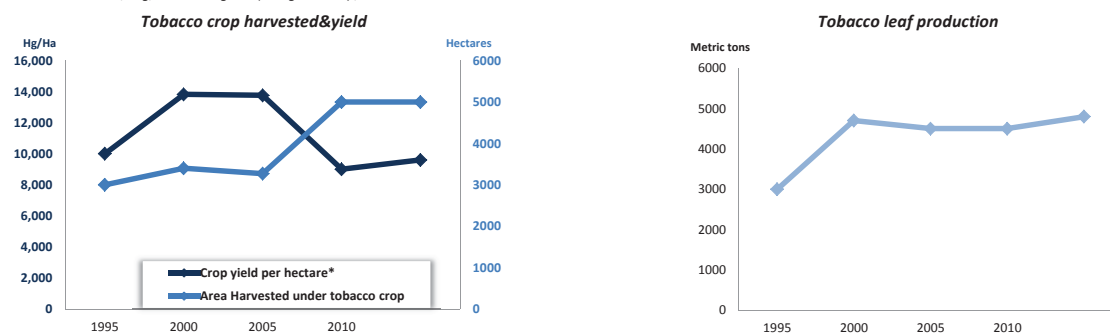 Tobacco crop harvested&yield
Hg/Ha
Hectares
16,000
14,000
12,000
10,000
8,000
6,000
4,000
2,000
0
6000
5000
4000
3000
2000
1000
0
Crop yield per hectare*
Area Harvested under tobacco crop
1995 2000 2005 2010
Tobacco leaf production
Metric tons
6000
5000
4000
3000
2000
1000
0
1995 2000 2005 2010